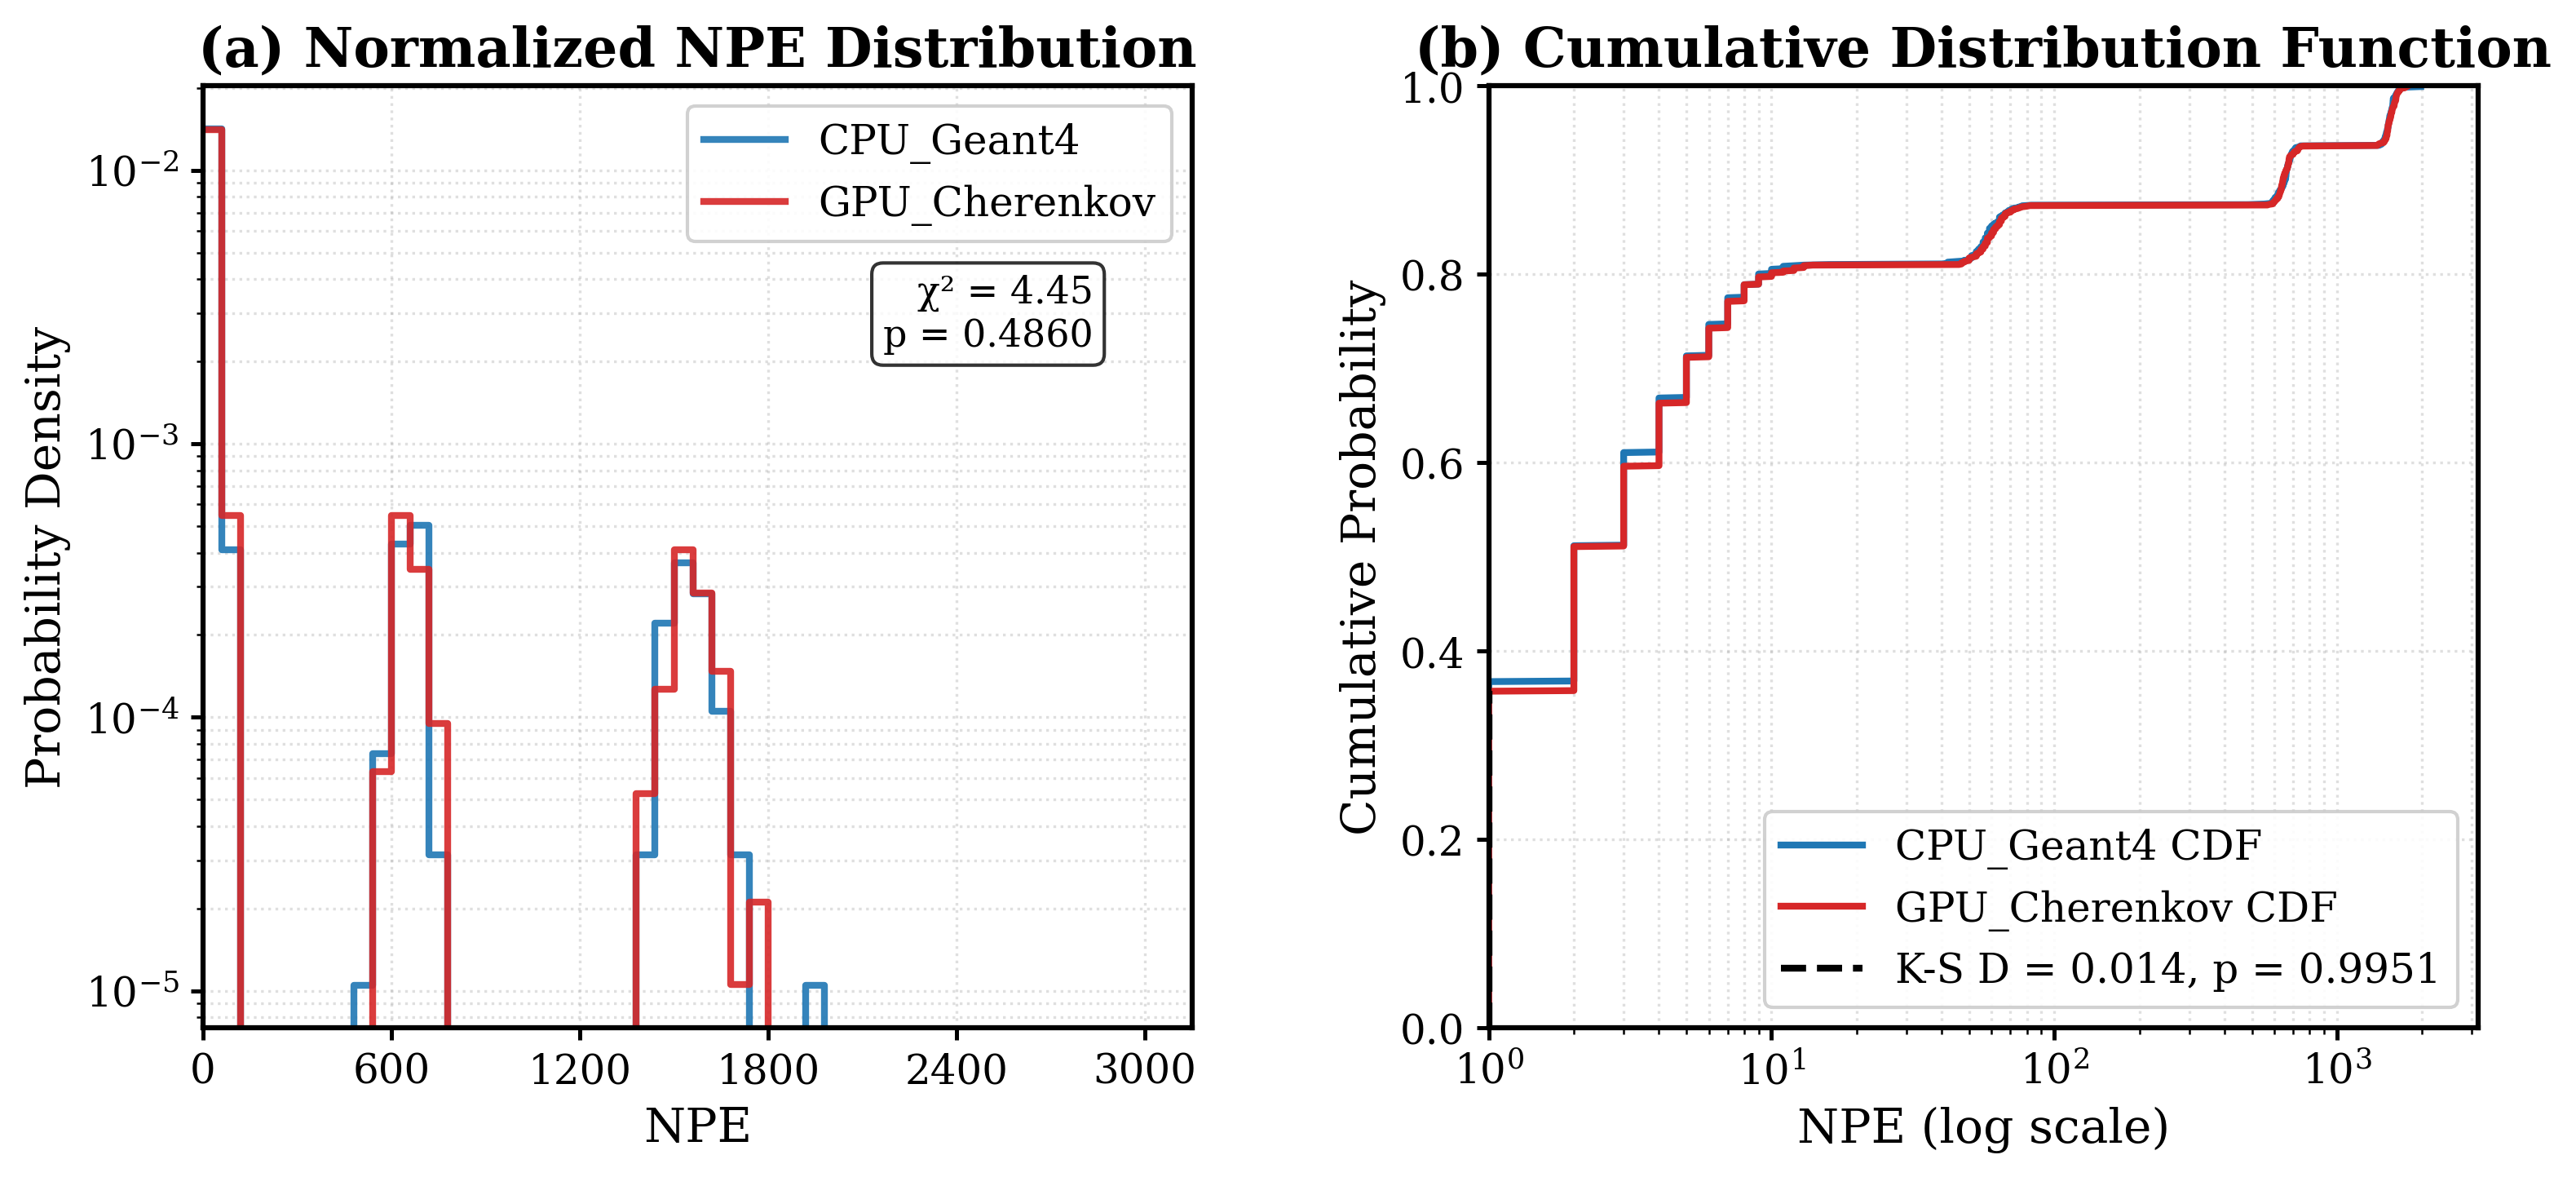 (a) Normalized NPE Distribution
CPU_Geant4
GPU_Cherenkov
χ² = 4.45
p = 0.4860
Probability Density
10⁻²
10⁻³
10⁻⁴
10⁻⁵
0 600 1200 1800 2400 3000
NPE
(b) Cumulative Distribution Function
Cumulative Probability
1.0
0.8
0.6
0.4
0.2
0.0
CPU_Geant4 CDF
GPU_Cherenkov CDF
K-S D = 0.014, p = 0.9951
10⁰ 10¹ 10² 10³
NPE (log scale)